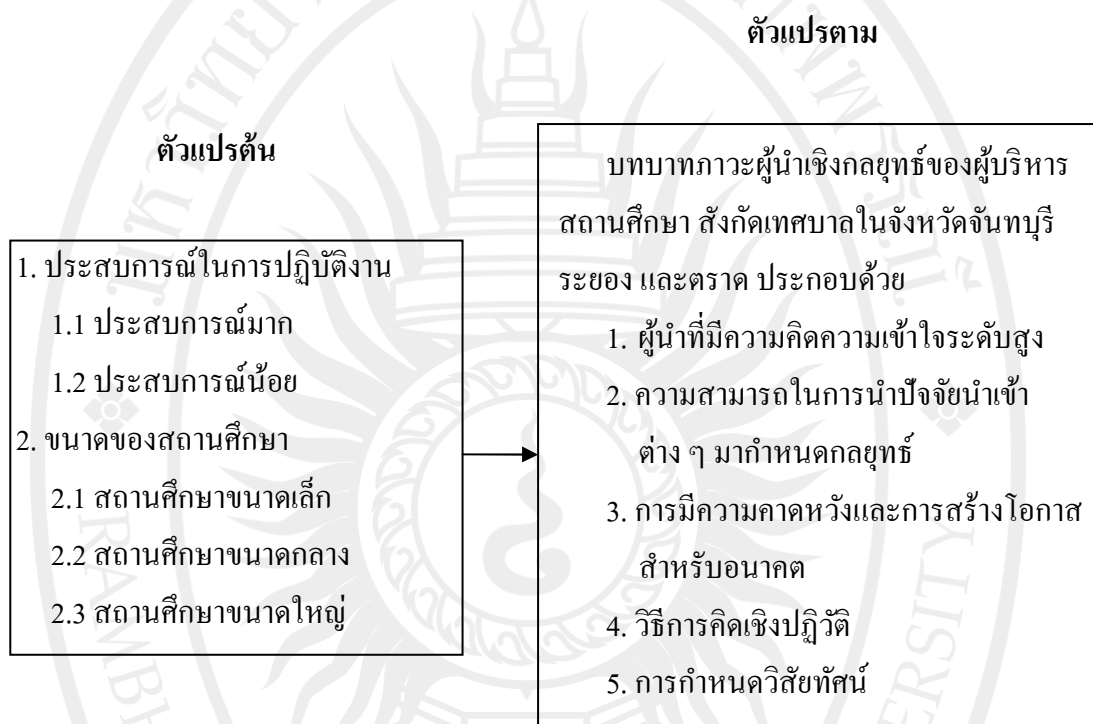 ตัวแปรตาม
ตัวแปรต้น
1. ประสบการณ์ในการปฏิบัติงาน
1.1 ประสบการณ์มาก
1.2 ประสบการณ์น้อย
2. ขนาดของสถานศึกษา
2.1 สถานศึกษาขนาดเล็ก
2.2 สถานศึกษาขนาดกลาง
2.3 สถานศึกษาขนาดใหญ่
บทบาทภาวะผู้นำเชิงกลยุทธ์ของผู้บริหาร
สถานศึกษา สังกัดเทศบาลในจังหวัดจันทบุรี
ระยอง และตราด ประกอบด้วย
1. ผู้นำที่มีความคิดความเข้าใจระดับสูง
2. ความสามารถในการนำปัจจัยนำเข้า
ต่าง ๆ มากำหนดกลยุทธ์
3. การมีความคาดหวังและการสร้างโอกาส
สำหรับอนาคต
4. วิธีการคิดเชิงปฏิวัติ
5. การกำหนดวิสัยทัศน์